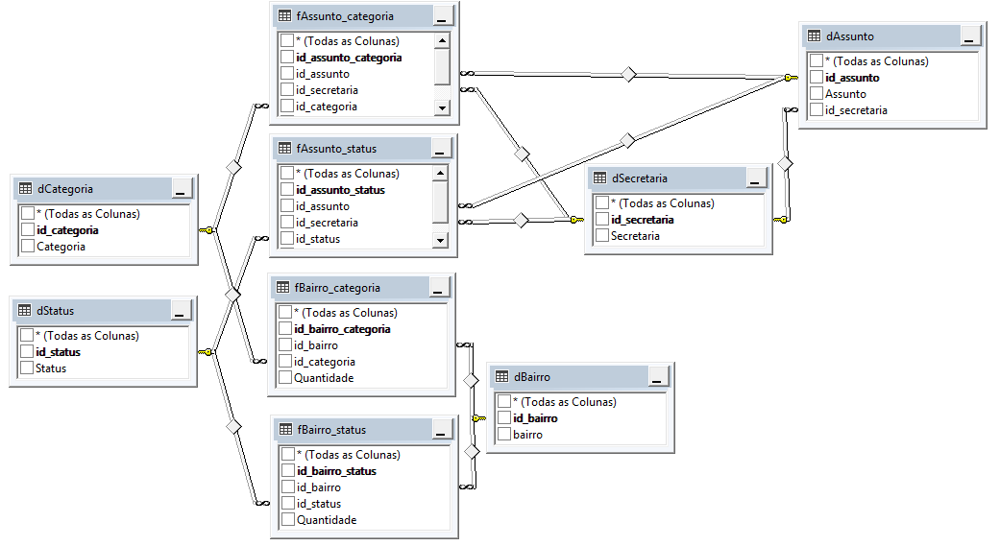 fAssunto_categoria
* (Todas as Colunas)
id_assunto_categoria
id_assunto
id_secretaria
id_categoria
dAssunto
* (Todas as Colunas)
id_assunto
Assunto
id_secretaria
fAssunto_status
* (Todas as Colunas)
id_assunto_status
id_assunto
id_secretaria
id_status
dSecretaria
* (Todas as Colunas)
id_secretaria
Secretaria
dCategoria
* (Todas as Colunas)
id_categoria
Categoria
fBairro_categoria
* (Todas as Colunas)
id_bairro_categoria
id_bairro
id_categoria
Quantidade
dStatus
* (Todas as Colunas)
id_status
Status
dBairro
* (Todas as Colunas)
id_bairro
bairro
fBairro_status
* (Todas as Colunas)
id_bairro_status
id_bairro
id_status
Quantidade